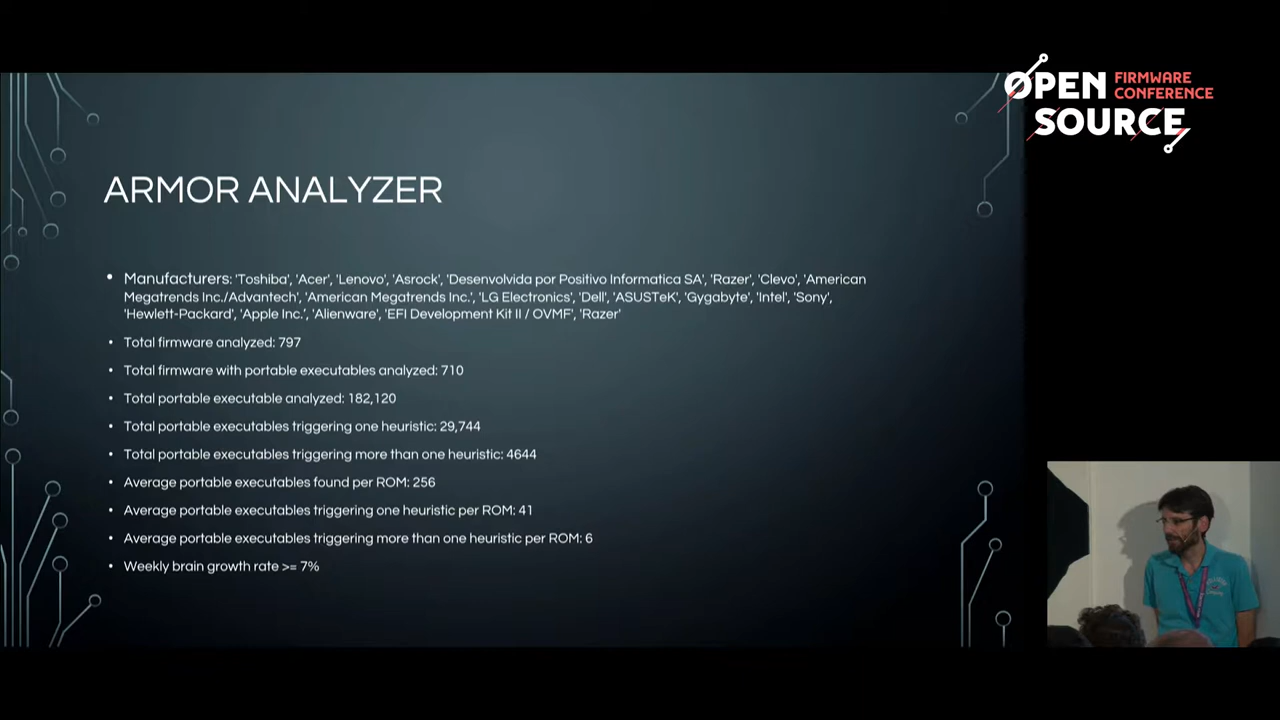 OPEN FIRMWARE
CONFERENCE
SOURCE
ARMOR ANALYZER
• Manufacturers: 'Toshiba', 'Acer', 'Lenovo', 'Asrock', 'Desenvolvida por Positivo Informatica SA', 'Razer', 'Clevo', 'American
Megatrends Inc./Advantech', 'American Megatrends Inc.', 'LG Electronics', 'Dell', 'ASUSTeK', 'Gygabyte', 'Intel', 'Sony',
'Hewlett-Packard', 'Apple Inc.', 'Alienware', 'EFI Development Kit II / OVMF', 'Razer'
• Total firmware analyzed: 797
• Total firmware with portable executables analyzed: 710
• Total portable executable analyzed: 182,120
• Total portable executables triggering one heuristic: 29,744
• Total portable executables triggering more than one heuristic: 4644
• Average portable executables found per ROM: 256
• Average portable executables triggering one heuristic per ROM: 41
• Average portable executables triggering more than one heuristic per ROM: 6
• Weekly brain growth rate >= 7%